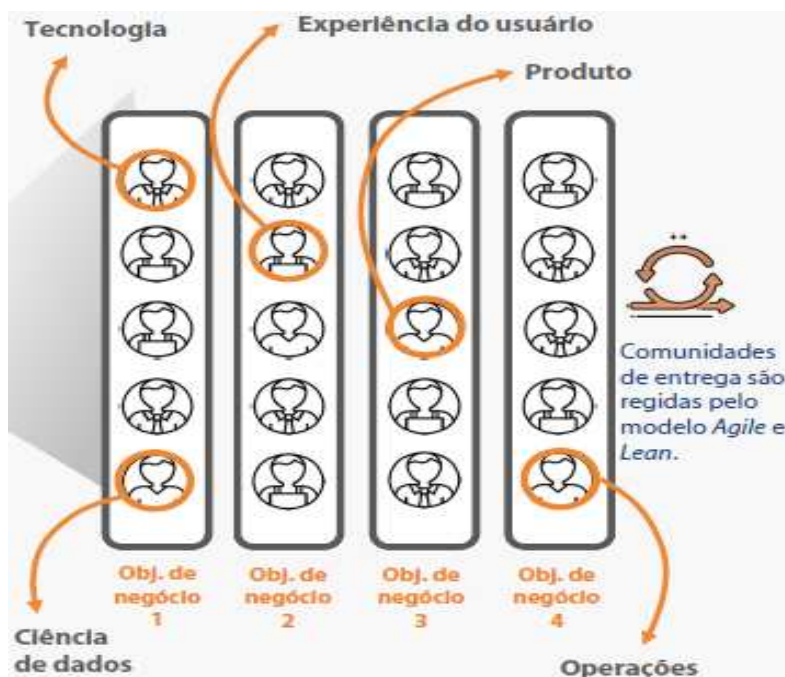 Tecnologia
Experiência do usuário
Produto
Comunidades
de entrega são
regidas pelo
modelo Agile e
Lean.
Obj. de
negócio
1
Obj. de
negócio
2
Obj. de
negócio
3
Obj. de
negócio
4
Ciência
de dados
Operações